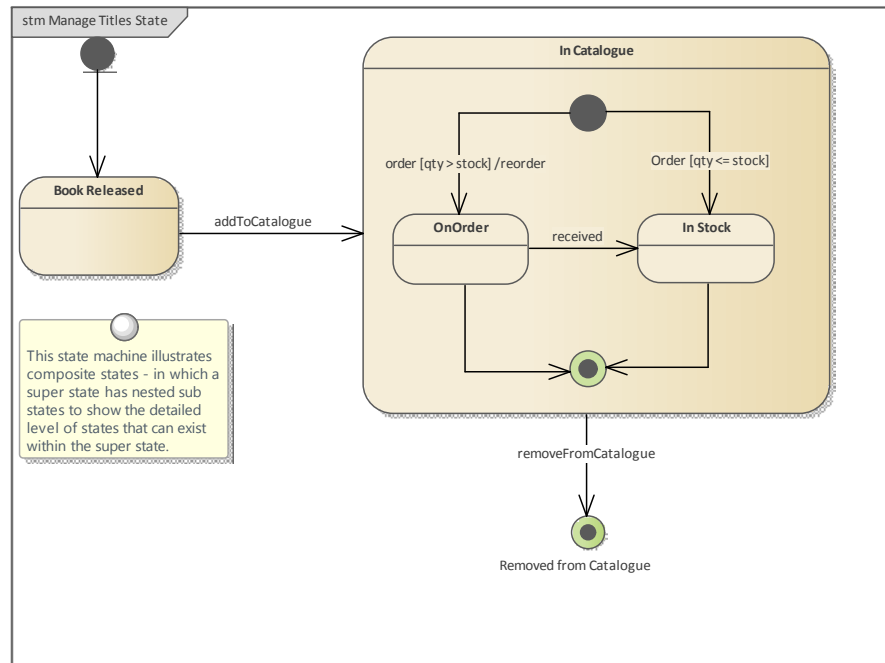 stm Manage Titles State
In Catalogue
order [qty > stock] /reorder
Order [qty <= stock]
Book Released
addToCatalogue
OnOrder
received
In Stock
This state machine illustrates
composite states - in which a
super state has nested sub
states to show the detailed
level of states that can exist
within the super state.
removeFromCatalogue
Removed from Catalogue